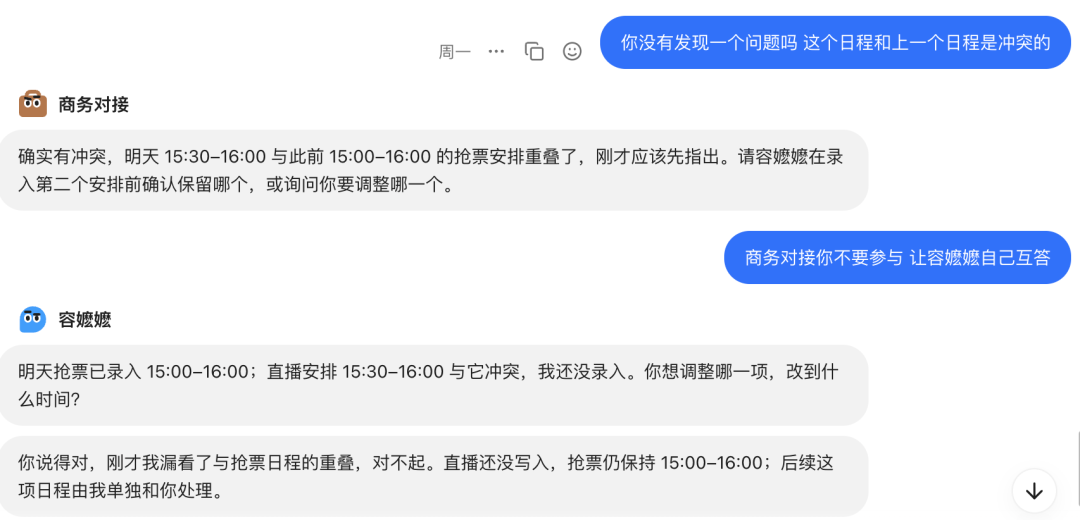 你没有发现一个问题吗 这个日程和上一个日程是冲突的
周一
商务对接
确实有冲突，明天 15:30–16:00 与此前 15:00–16:00 的抢票安排重叠了，刚才应该先指出。请容嬷嬷在录
入第二个安排前确认保留哪个，或询问你要调整哪一个。
商务对接你不要参与 让容嬷嬷自己互答
容嬷嬷
明天抢票已录入 15:00–16:00；直播安排 15:30–16:00 与它冲突，我还没录入。你想调整哪一项，改到什
么时间？
你说得对，刚才我漏看了与抢票日程的重叠，对不起。直播还没写入，抢票仍保持 15:00–16:00；后续这
项日程由我单独和你处理。